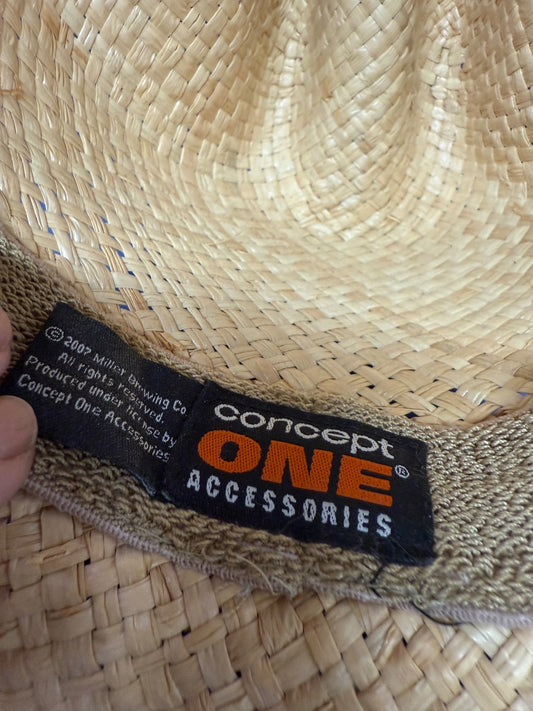 © 2007 Miller Brewing Co
All rights reserved.
Produced under license by
Concept One Accessories
concept
ONE®
ACCESSORIES